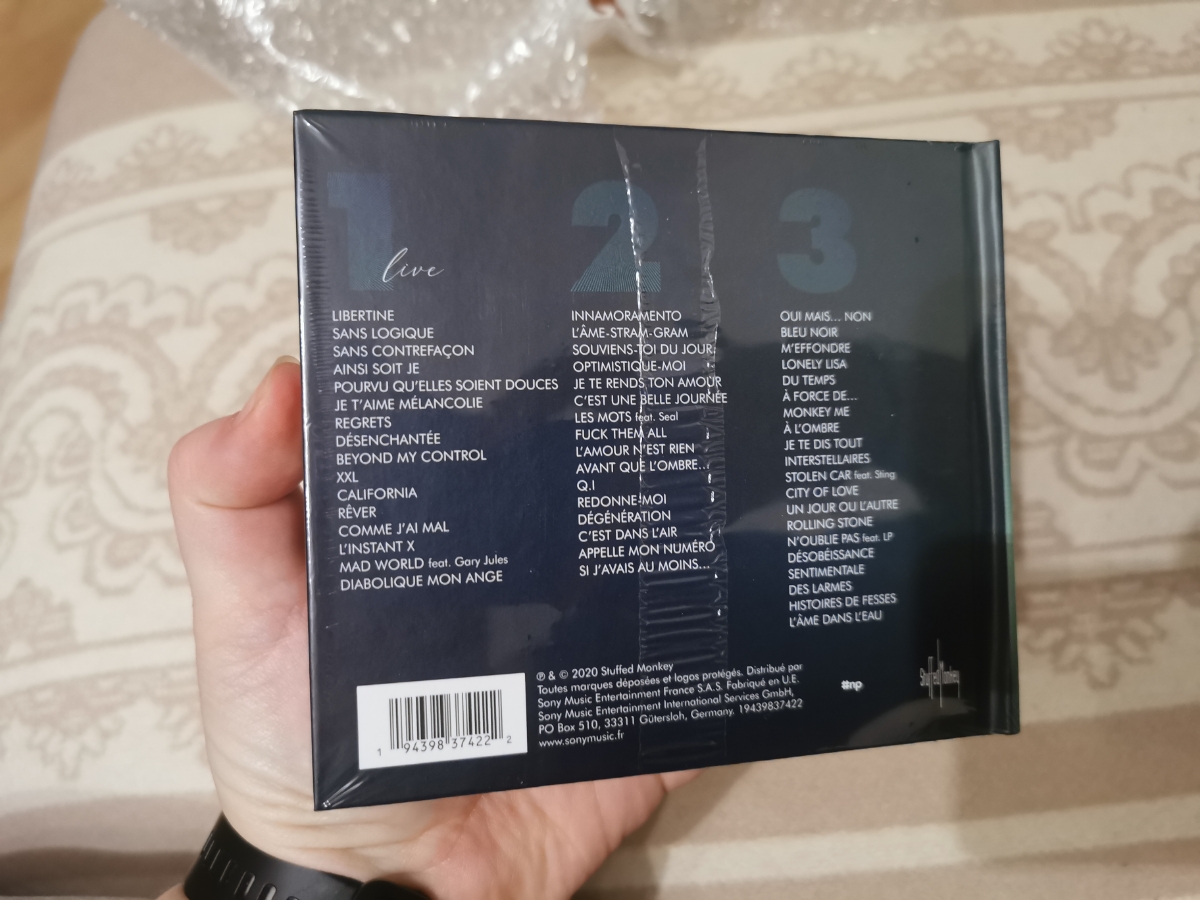 1
live
LIBERTINE
SANS LOGIQUE
SANS CONTREFAÇON
AINSI SOIT JE
POURVU QU'ELLES SOIENT DOUCES
JE T'AIME MÉLANCOLIE
REGRETS
DÉSENCHANTÉE
BEYOND MY CONTROL
XXL
CALIFORNIA
RÊVER
COMME J'AI MAL
L'INSTANT X
MAD WORLD feat. Gary Jules
DIABOLIQUE MON ANGE
2
INNAMORAMENTO
L'ÂME-STRAM-GRAM
SOUVIENS-TOI DU JOUR
OPTIMISTIQUE-MOI
JE TE RENDS TON AMOUR
C'EST UNE BELLE JOURNÉE
LES MOTS feat. Seal
FUCK THEM ALL
L'AMOUR N'EST RIEN
AVANT QUE L'OMBRE...
Q.I
REDONNE-MOI
DÉGÉNÉRATION
C'EST DANS L'AIR
APPELLE MON NUMÉRO
SI J'AVAIS AU MOINS...
3
OUI MAIS... NON
BLEU NOIR
M'EFFONDRE
LONELY LISA
DU TEMPS
À FORCE DE...
MONKEY ME
À L'OMBRE
JE TE DIS TOUT
INTERSTELLAIRES
STOLEN CAR feat. Sting
CITY OF LOVE
UN JOUR OU L'AUTRE
ROLLING STONE
N'OUBLIE PAS feat. LP
DÉSOBÉISSANCE
SENTIMENTALE
DES LARMES
HISTOIRES DE FESSES
L'ÂME DANS L'EAU
1 94398 37422 2
℗ & © 2020 Stuffed Monkey
Toutes marques déposées et logos protégés. Distribué par
Sony Music Entertainment France S.A.S. Fabriqué en U.E.
Sony Music Entertainment International Services GmbH,
PO Box 510, 33311 Gütersloh, Germany. 19439837422
www.sonymusic.fr
#np
StuffedMonkey